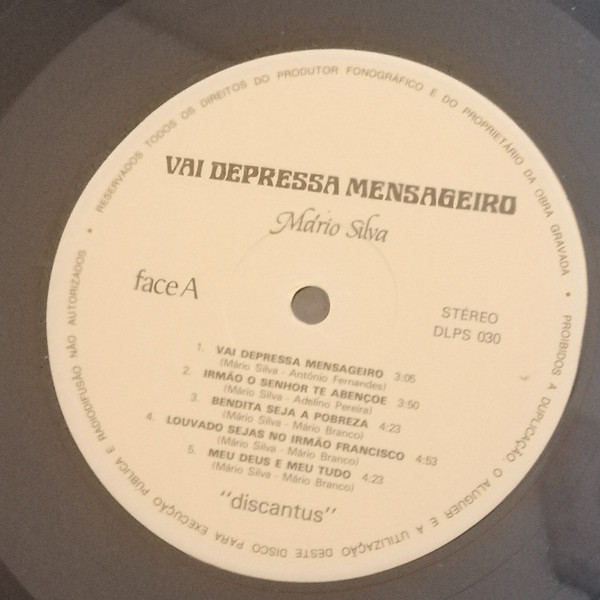 RESERVADOS TODOS OS DIREITOS DO PRODUTOR FONOGRÁFICO E DO PROPRIETÁRIO DA OBRA GRAVADA • PROIBIDOS A DUPLICAÇÃO, O ALUGUER E A UTILIZAÇÃO DESTE DISCO PARA EXECUÇÃO PÚBLICA E RADIODIFUSÃO NÃO AUTORIZADOS •
VAI DEPRESSA MENSAGEIRO
Mário Silva
face A
STÉREO
DLPS 030
1. VAI DEPRESSA MENSAGEIRO 3:05
(Mário Silva - António Fernandes)
2. IRMÃO O SENHOR TE ABENÇOE 3:50
(Mário Silva - Adelino Pereira)
3. BENDITA SEJA A POBREZA 4:23
(Mário Silva - Mário Branco)
4. LOUVADO SEJAS NO IRMÃO FRANCISCO 4:53
(Mário Silva - Mário Branco)
5. MEU DEUS E MEU TUDO 4:23
(Mário Silva - Mário Branco)
"discantus"